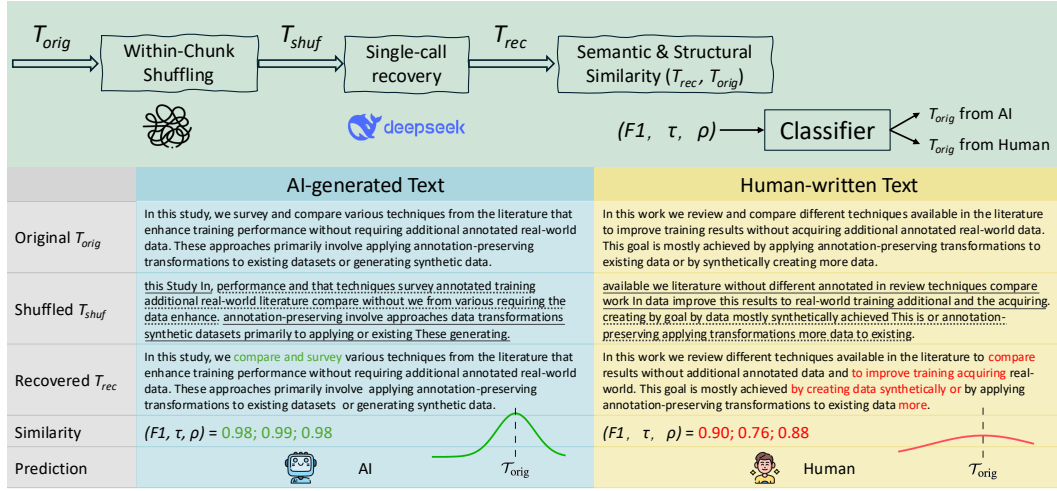 T_orig
Within-Chunk
Shuffling
T_shuf
Single-call
recovery
T_rec
Semantic & Structural
Similarity (T_rec, T_orig)
deepseek
(F1, τ, ρ)
Classifier
T_orig from AI
T_orig from Human
AI-generated Text
Human-written Text
Original T_orig
In this study, we survey and compare various techniques from the literature that
enhance training performance without requiring additional annotated real-world
data. These approaches primarily involve applying annotation-preserving
transformations to existing datasets or generating synthetic data.
In this work we review and compare different techniques available in the literature
to improve training results without acquiring additional annotated real-world data.
This goal is mostly achieved by applying annotation-preserving transformations to
existing data or by synthetically creating more data.
Shuffled T_shuf
this Study In, performance and that techniques survey annotated training
additional real-world literature compare without we from various requiring the
data enhance. annotation-preserving involve approaches data transformations
synthetic datasets primarily to applying or existing These generating.
available we literature without different annotated in review techniques compare
work In data improve this results to real-world training additional and the acquiring.
creating by goal by data mostly synthetically achieved This is or annotation-
preserving applying transformations more data to existing.
Recovered T_rec
In this study, we compare and survey various techniques from the literature that
enhance training performance without requiring additional annotated real-world
data. These approaches primarily involve applying annotation-preserving
transformations to existing datasets or generating synthetic data.
In this work we review different techniques available in the literature to compare
results without additional annotated data and to improve training acquiring real-
world. This goal is mostly achieved by creating data synthetically or by applying
annotation-preserving transformations to existing data more.
Similarity
(F1, τ, ρ) = 0.98; 0.99; 0.98
(F1, τ, ρ) = 0.90; 0.76; 0.88
Prediction
AI
T_orig
Human
T_orig